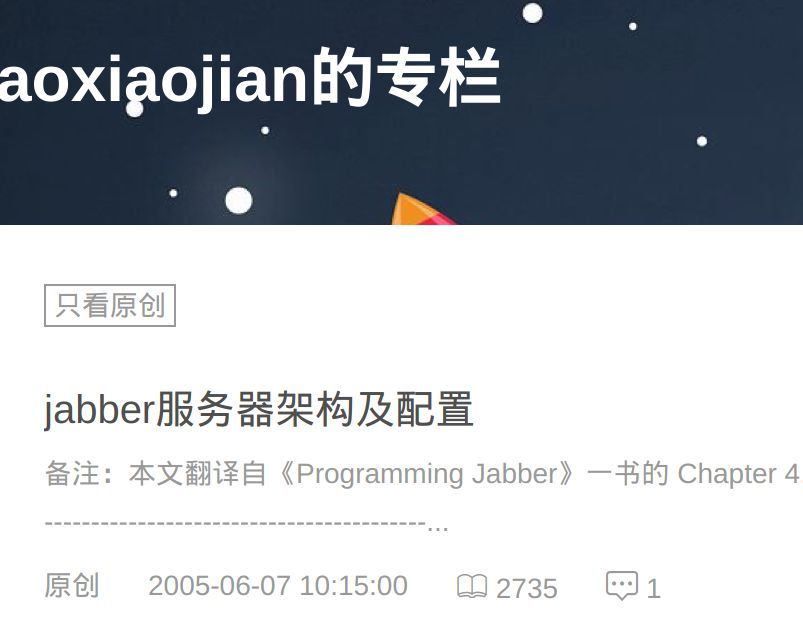 aoxiaojian的专栏
只看原创
jabber服务器架构及配置
备注：本文翻译自《Programming Jabber》一书的 Chapter 4
-----------------------------------------...
原创 2005-06-07 10:15:00 2735 1